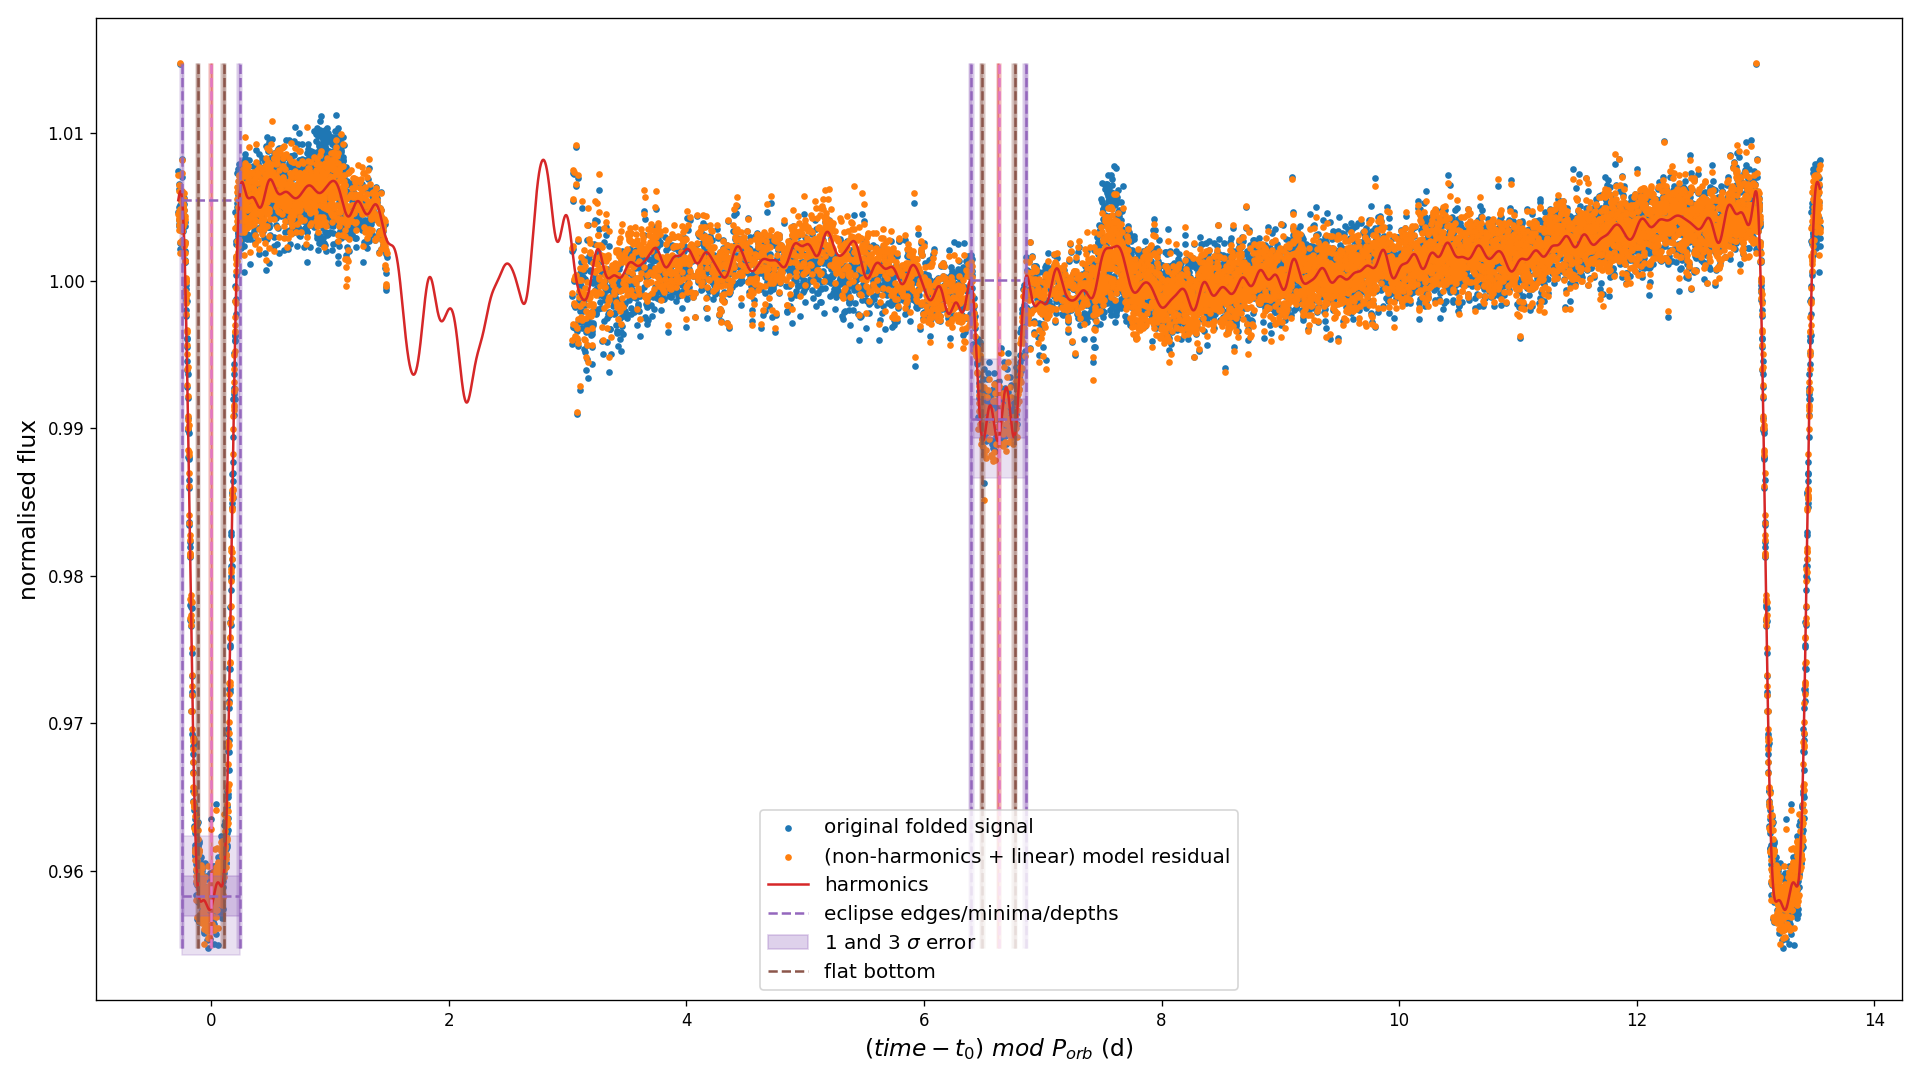 1.01
1.00
0.99
0.98
0.97
0.96
normalised flux
original folded signal
(non-harmonics + linear) model residual
harmonics
eclipse edges/minima/depths
1 and 3 σ error
flat bottom
0 2 4 6 8 10 12 14
(time − t₀) mod P_orb (d)